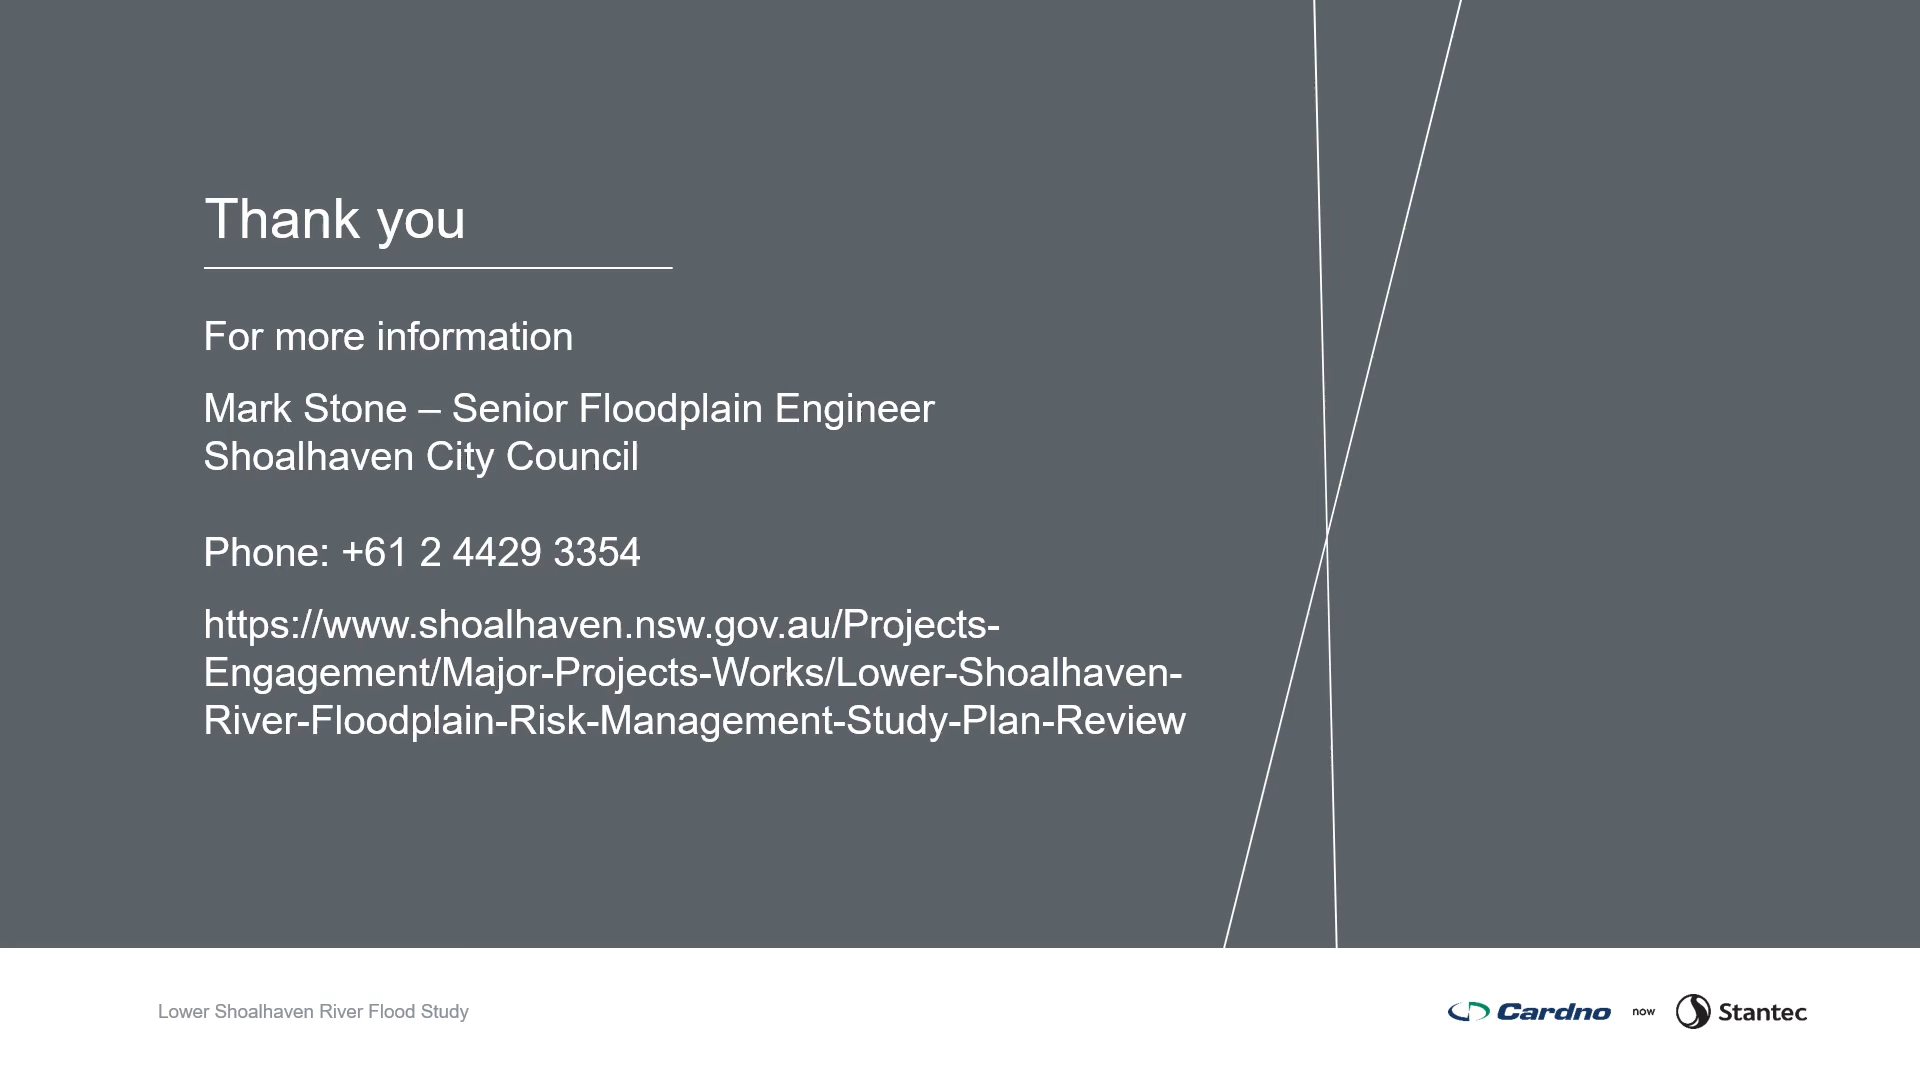 Thank you
For more information
Mark Stone – Senior Floodplain Engineer
Shoalhaven City Council
Phone: +61 2 4429 3354
https://www.shoalhaven.nsw.gov.au/Projects-
Engagement/Major-Projects-Works/Lower-Shoalhaven-
River-Floodplain-Risk-Management-Study-Plan-Review
Lower Shoalhaven River Flood Study
Cardno now Stantec